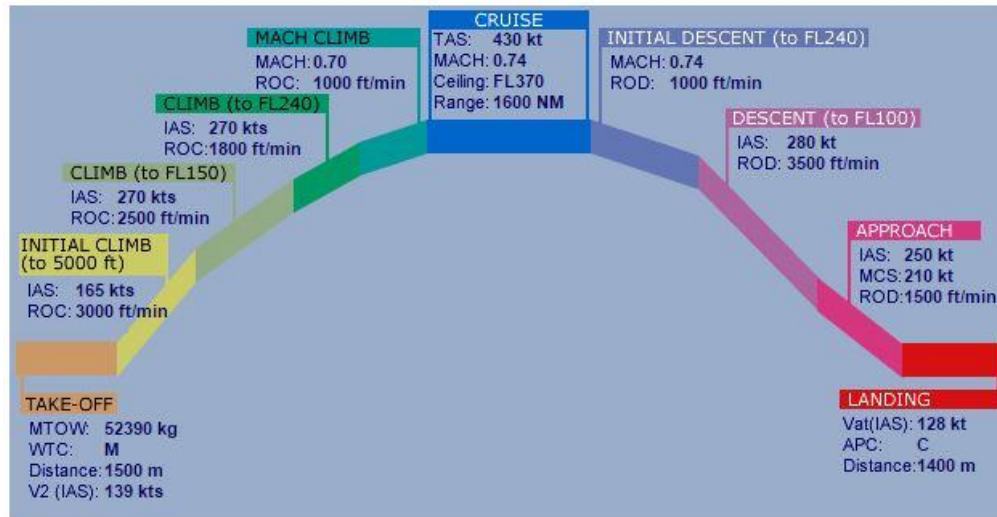 CRUISE
TAS: 430 kt
MACH: 0.74
Ceiling: FL370
Range: 1600 NM
MACH CLIMB
MACH: 0.70
ROC: 1000 ft/min
INITIAL DESCENT (to FL240)
MACH: 0.74
ROD: 1000 ft/min
CLIMB (to FL240)
IAS: 270 kts
ROC: 1800 ft/min
DESCENT (to FL100)
IAS: 280 kt
ROD: 3500 ft/min
CLIMB (to FL150)
IAS: 270 kts
ROC: 2500 ft/min
INITIAL CLIMB
(to 5000 ft)
IAS: 165 kts
ROC: 3000 ft/min
APPROACH
IAS: 250 kt
MCS: 210 kt
ROD: 1500 ft/min
TAKE-OFF
MTOW: 52390 kg
WTC: M
Distance: 1500 m
V2 (IAS): 139 kts
LANDING
Vat(IAS): 128 kt
APC: C
Distance: 1400 m